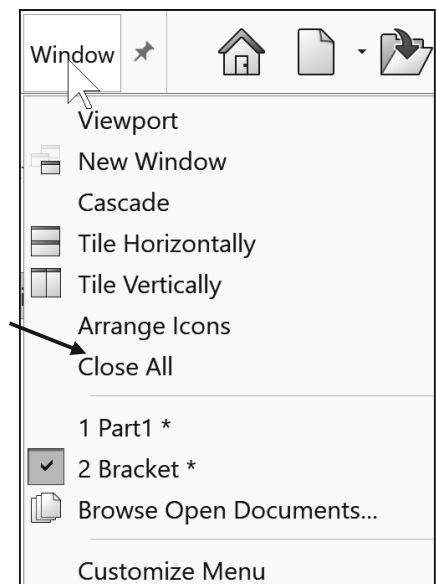 Window
Viewport
New Window
Cascade
Tile Horizontally
Tile Vertically
Arrange Icons
Close All
1 Part1 *
2 Bracket *
Browse Open Documents...
Customize Menu